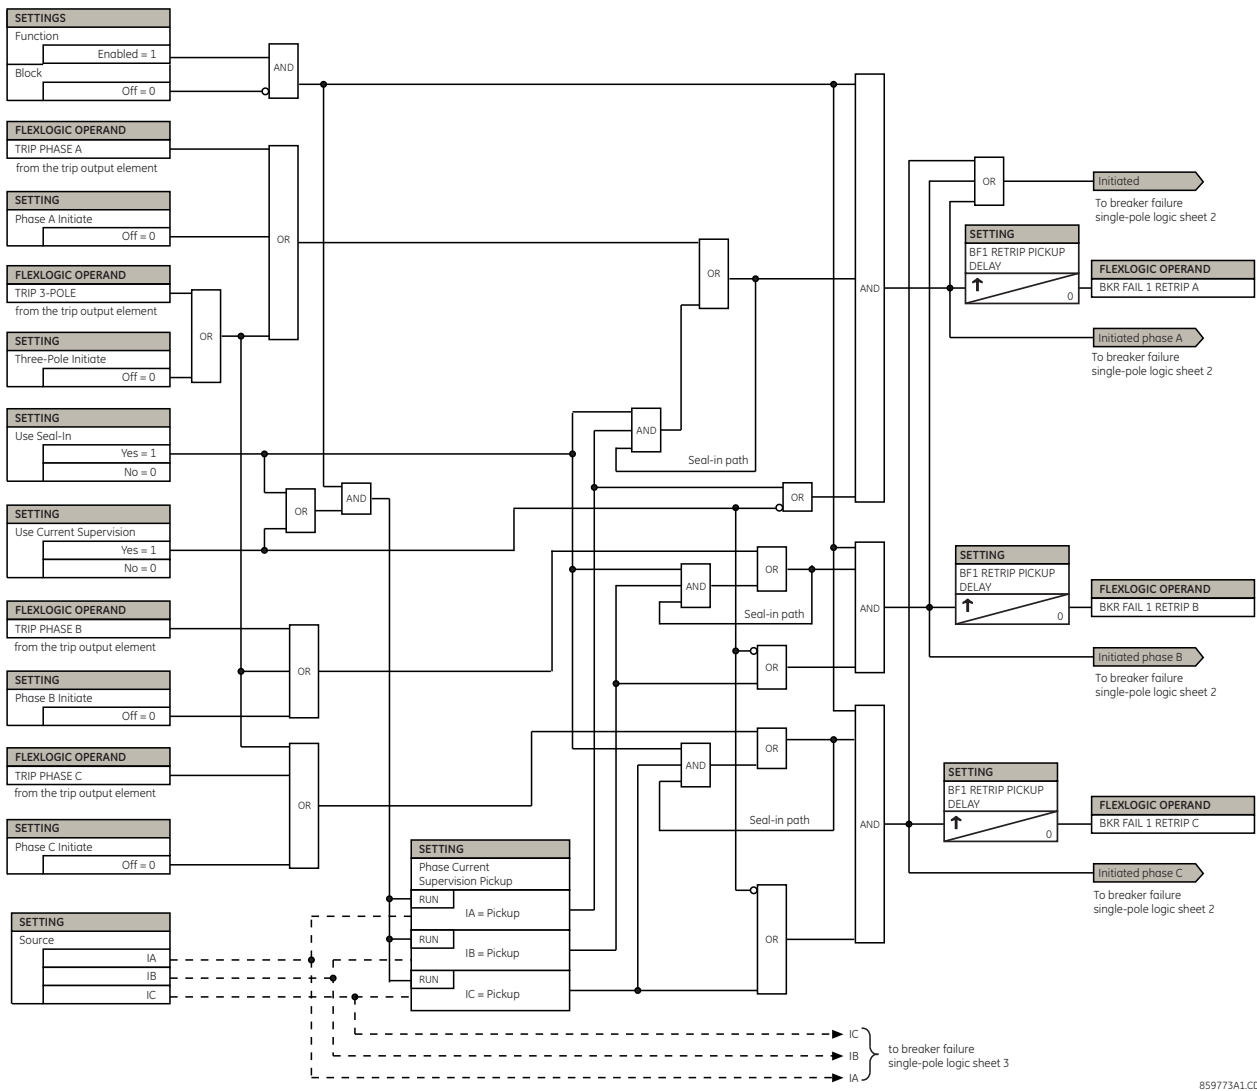 SETTINGS
Function
Enabled = 1
Block
Off = 0
AND
FLEXLOGIC OPERAND
TRIP PHASE A
from the trip output element
SETTING
Phase A Initiate
Off = 0
OR
FLEXLOGIC OPERAND
TRIP 3-POLE
from the trip output element
OR
SETTING
Three-Pole Initiate
Off = 0
SETTING
Use Seal-In
Yes = 1
No = 0
OR
AND
SETTING
Use Current Supervision
Yes = 1
No = 0
FLEXLOGIC OPERAND
TRIP PHASE B
from the trip output element
OR
SETTING
Phase B Initiate
Off = 0
FLEXLOGIC OPERAND
TRIP PHASE C
from the trip output element
OR
SETTING
Phase C Initiate
Off = 0
SETTING
Source
IA
IB
IC
SETTING
Phase Current
Supervision Pickup
RUN
IA = Pickup
RUN
IB = Pickup
RUN
IC = Pickup
OR
AND
Seal-in path
OR
AND
OR
AND
Seal-in path
OR
AND
OR
AND
Seal-in path
OR
AND
OR
Initiated
To breaker failure
single-pole logic sheet 2
SETTING
BF1 RETRIP PICKUP
DELAY
0
FLEXLOGIC OPERAND
BKR FAIL 1 RETRIP A
Initiated phase A
To breaker failure
single-pole logic sheet 2
SETTING
BF1 RETRIP PICKUP
DELAY
0
FLEXLOGIC OPERAND
BKR FAIL 1 RETRIP B
Initiated phase B
To breaker failure
single-pole logic sheet 2
SETTING
BF1 RETRIP PICKUP
DELAY
0
FLEXLOGIC OPERAND
BKR FAIL 1 RETRIP C
Initiated phase C
To breaker failure
single-pole logic sheet 2
IC
IB
IA
to breaker failure
single-pole logic sheet 3